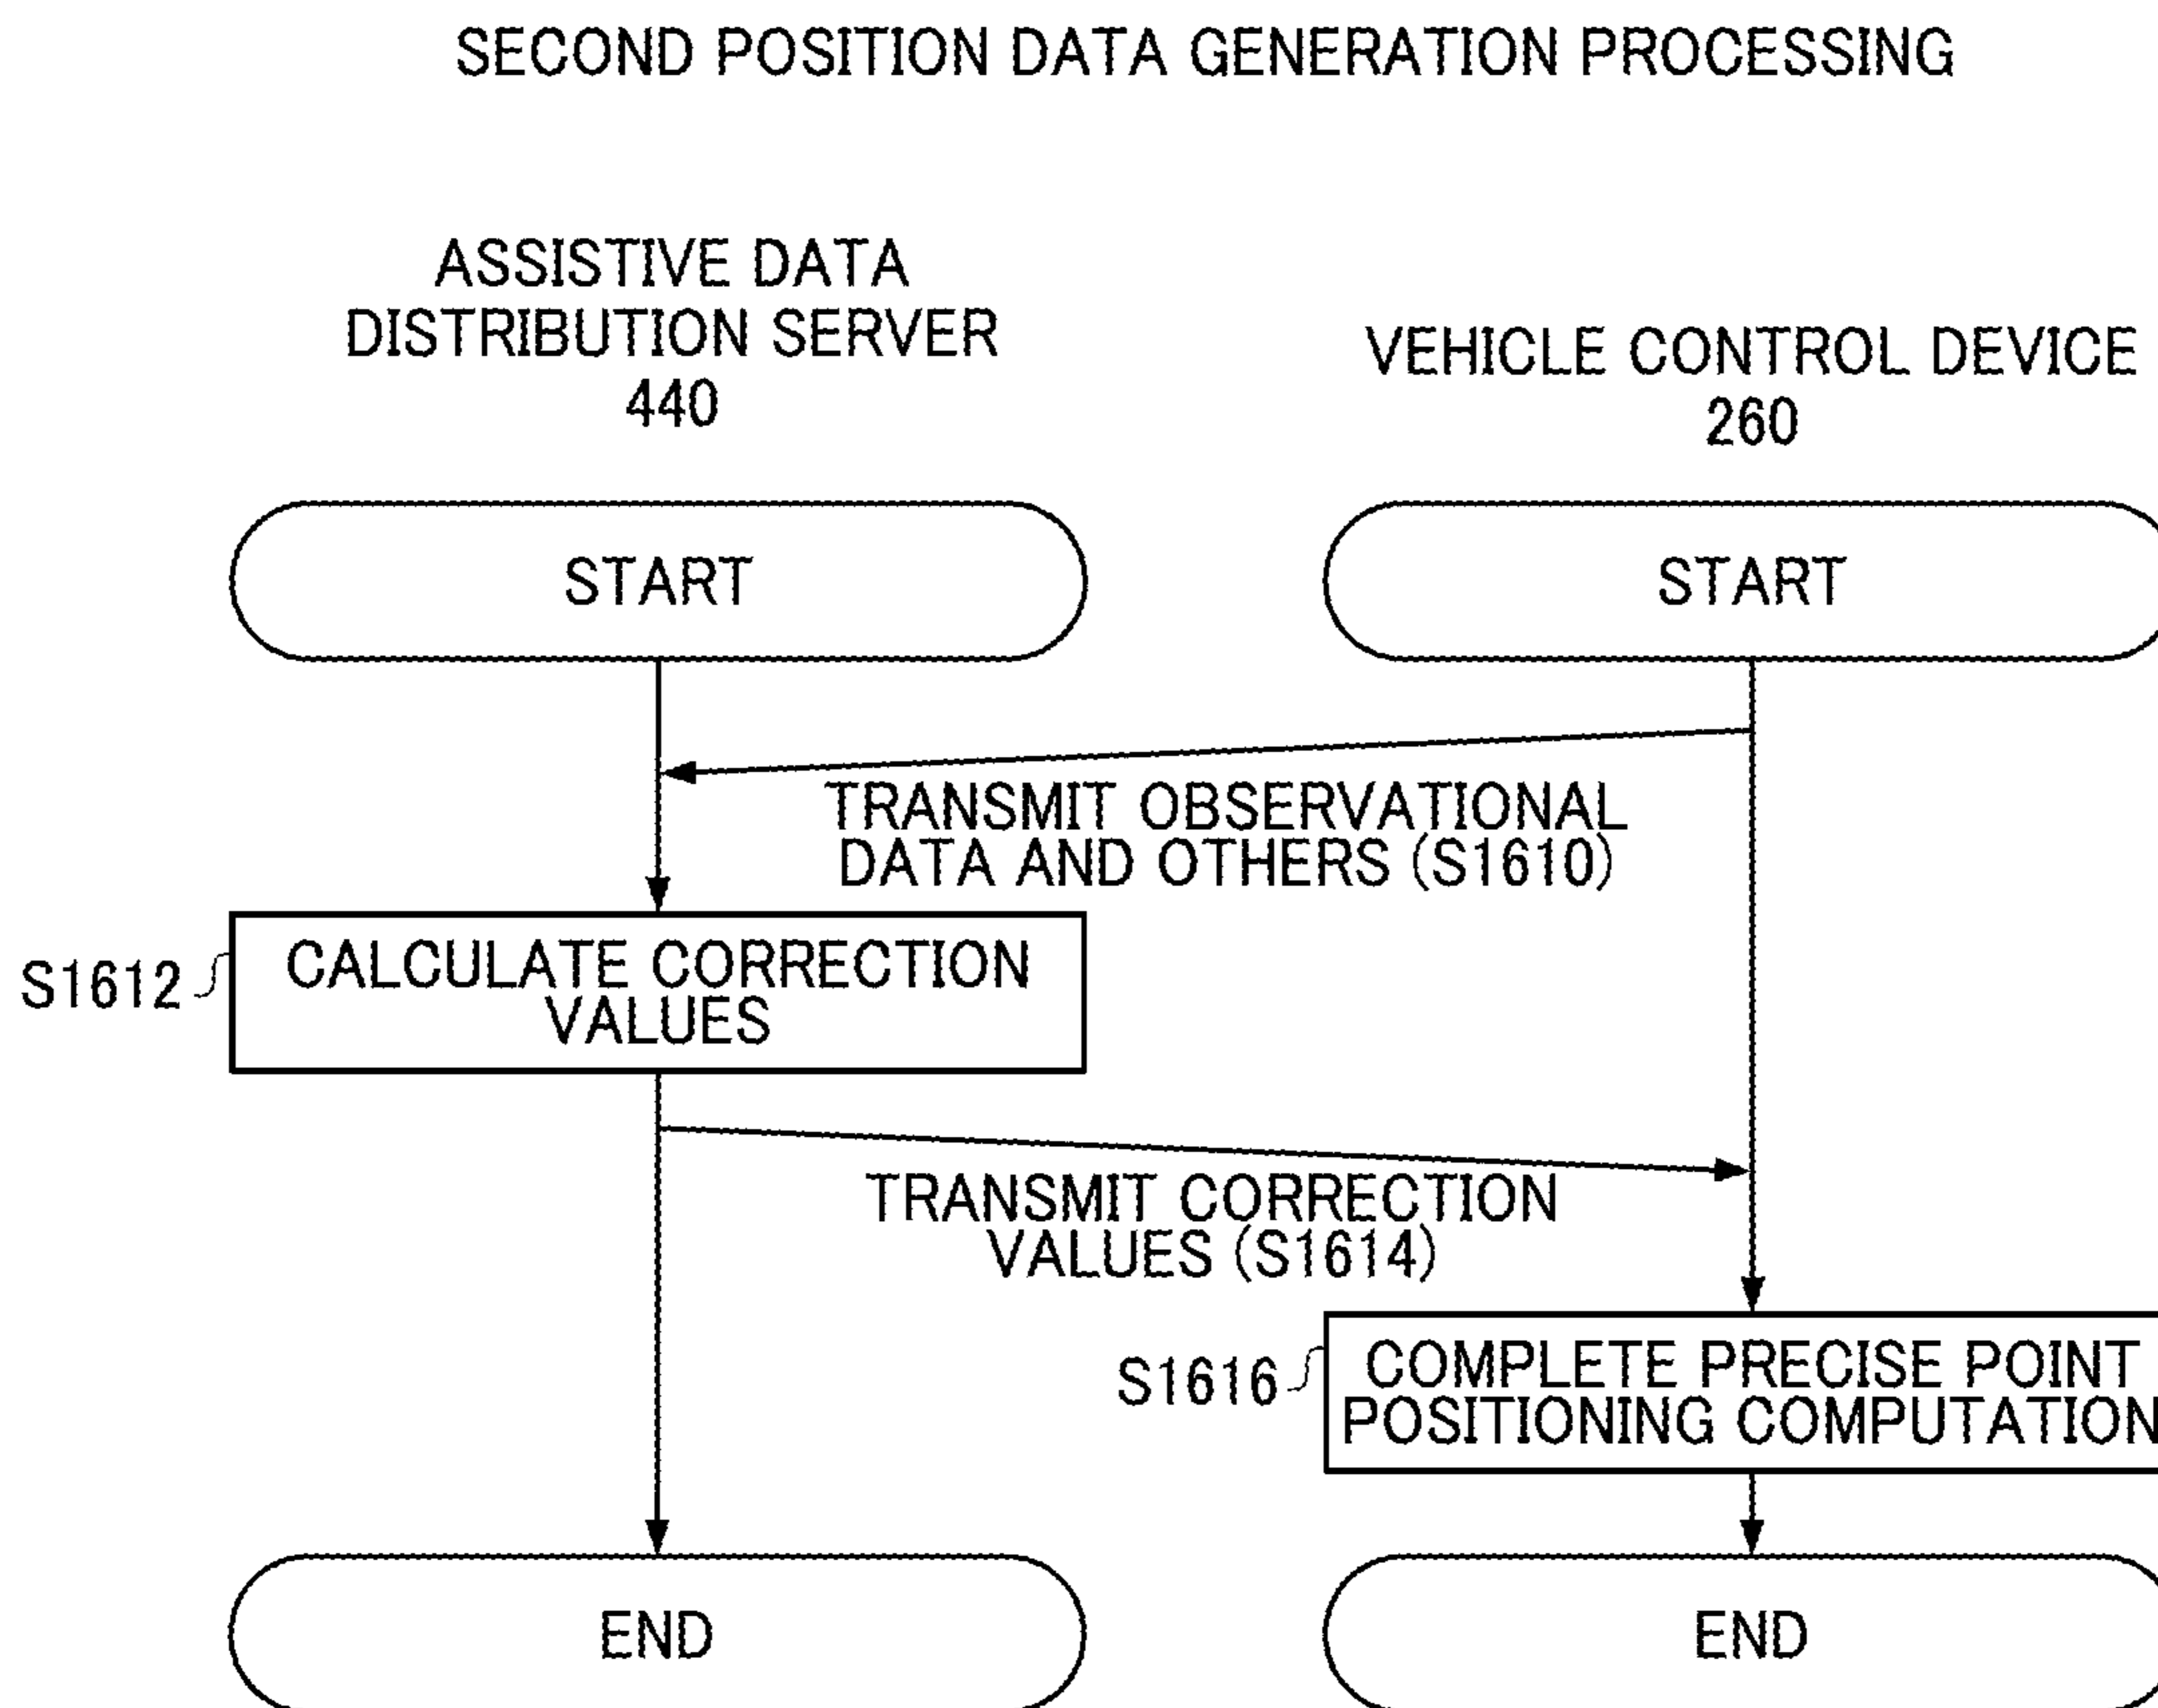 SECOND POSITION DATA GENERATION PROCESSING
ASSISTIVE DATA
DISTRIBUTION SERVER
440
VEHICLE CONTROL DEVICE
260
START
START
TRANSMIT OBSERVATIONAL
DATA AND OTHERS (S1610)
S1612
CALCULATE CORRECTION
VALUES
TRANSMIT CORRECTION
VALUES (S1614)
S1616
COMPLETE PRECISE POINT
POSITIONING COMPUTATION
END
END